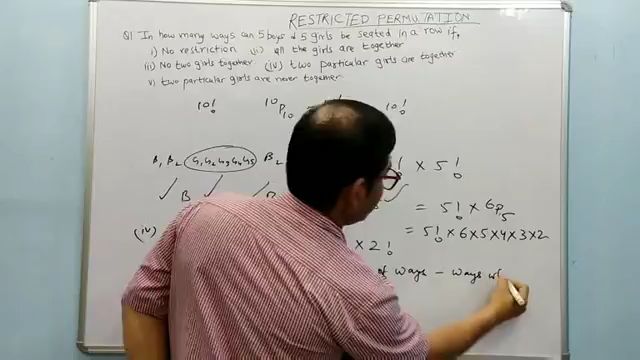 RESTRICTED PERMUTATION
Q1 In how many ways can 5 boys & 5 girls be seated in a row if,
i) No restriction (ii) all the girls are together
(iii) No two girls together (iv) two particular girls are together
v) two particular girls are never together
10! 10P10 = 10!
B1 B2 G1 G2 G3 G4 G5 B2 ! × 5!
✓ B ✓ ✓ B ✓ = 5! × 6P5
= 5! × 6×5×4×3×2
(iv) × 2!
of ways - ways